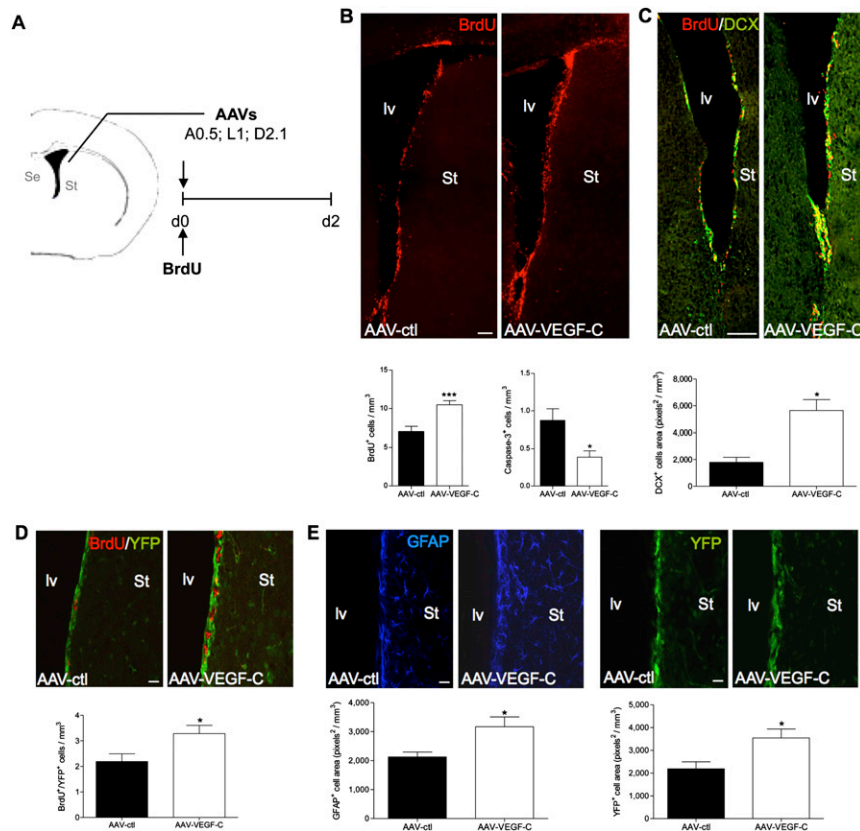 A
AAVs
A0.5; L1; D2.1
Se
St
d0
d2
BrdU
B
BrdU
lv
St
AAV-ctl
AAV-VEGF-C
C
BrdU/DCX
lv
lv
St
St
AAV-ctl
AAV-VEGF-C
BrdU⁺ cells / mm³
15
10
5
0
***
AAV-ctl
AAV-VEGF-C
Caspase-3⁺ cells / mm³
1.5
1.0
0.5
0.0
*
AAV-ctl
AAV-VEGF-C
DCX⁺ cells area (pixels² / mm³)
8,000
6,000
4,000
2,000
0
*
AAV-ctl
AAV-VEGF-C
D
BrdU/YFP
lv
St
lv
St
AAV-ctl
AAV-VEGF-C
BrdU⁺/YFP⁺ cells / mm³
5
4
3
2
1
0
*
AAV-ctl
AAV-VEGF-C
E
GFAP
lv
St
lv
St
AAV-ctl
AAV-VEGF-C
YFP
lv
St
lv
St
AAV-ctl
AAV-VEGF-C
GFAP⁺ cell area (pixels² / mm³)
4,000
3,000
2,000
1,000
0
*
AAV-ctl
AAV-VEGF-C
YFP⁺ cell area (pixels² / mm³)
5,000
4,000
3,000
2,000
1,000
0
*
AAV-ctl
AAV-VEGF-C